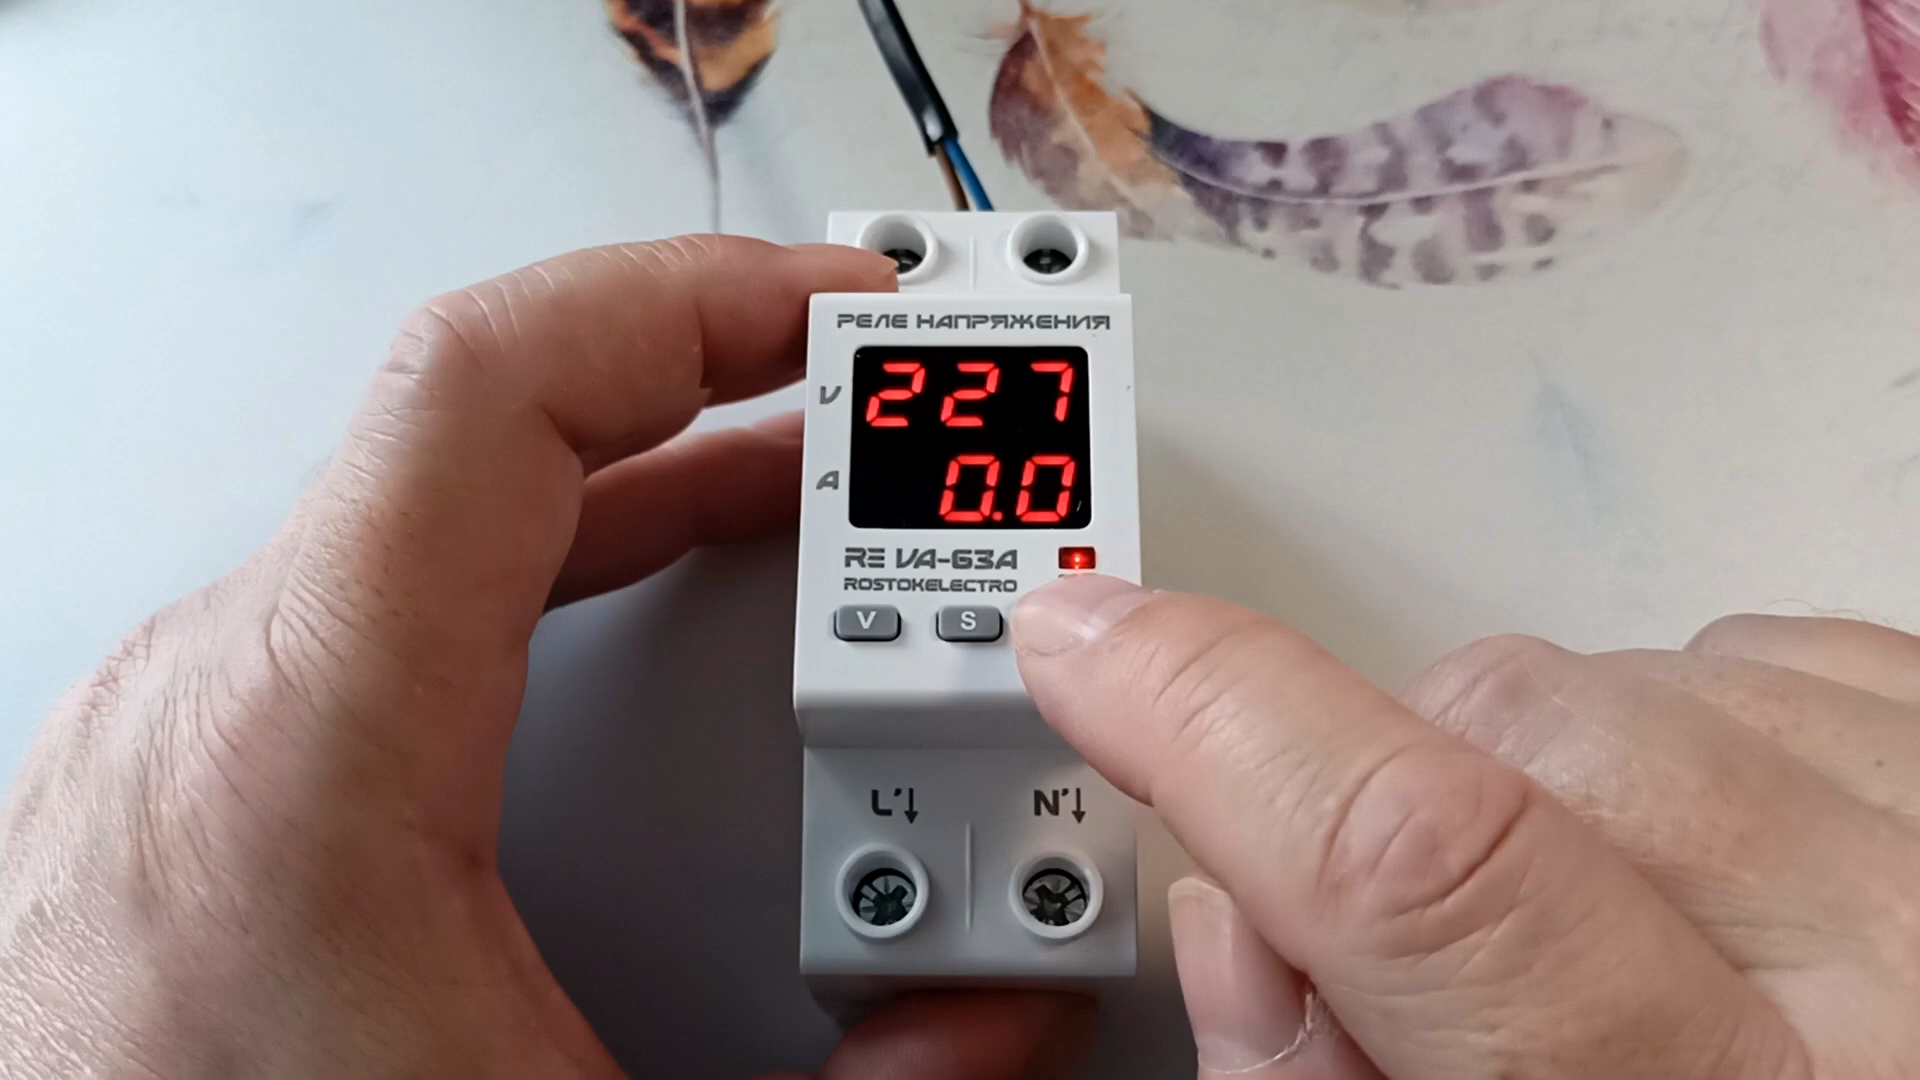 РЕЛЕ НАПРЯЖЕНИЯ
V 227
A 0.0
RE VA-63A
ROSTOKELECTRO
V S
L'↓ N'↓